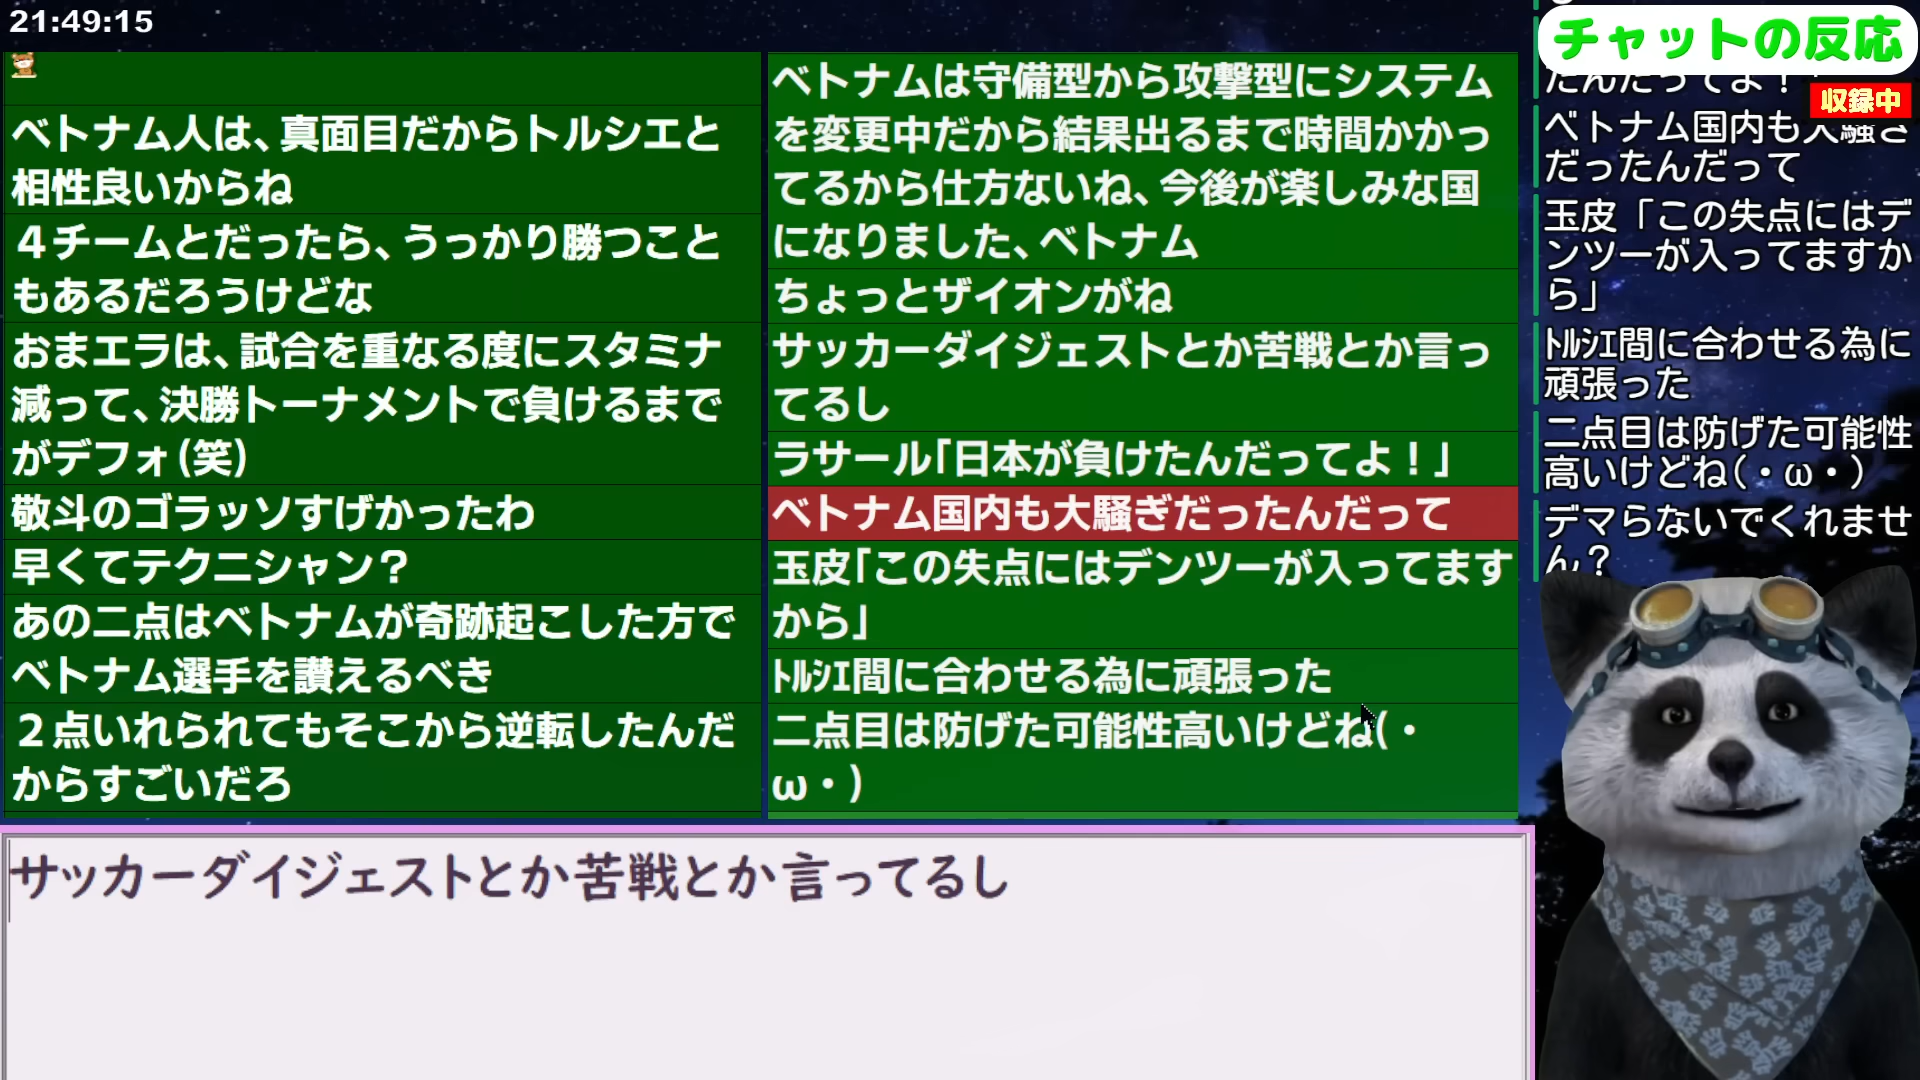 21:49:15
ベトナム人は、真面目だからトルシエと
相性良いからね
４チームとだったら、うっかり勝つこと
もあるだろうけどな
おまエラは、試合を重なる度にスタミナ
減って、決勝トーナメントで負けるまで
がデフォ(笑)
敬斗のゴラッソすげかったわ
早くてテクニシャン？
あの二点はベトナムが奇跡起こした方で
ベトナム選手を讃えるべき
２点いれられてもそこから逆転したんだ
からすごいだろ
ベトナムは守備型から攻撃型にシステム
を変更中だから結果出るまで時間かかっ
てるから仕方ないね、今後が楽しみな国
になりました、ベトナム
ちょっとザイオンがね
サッカーダイジェストとか苦戦とか言っ
てるし
ラサール「日本が負けたんだってよ！」
ベトナム国内も大騒ぎだったんだって
玉皮「この失点にはデンツーが入ってます
から」
ﾄﾙｼｴ間に合わせる為に頑張った
二点目は防げた可能性高いけどね(・
ω・)
サッカーダイジェストとか苦戦とか言ってるし
チャットの反応
収録中
たんだってよ！
ベトナム国内も大騒ぎ
だったんだって
玉皮「この失点にはデ
ンツーが入ってますか
ら」
ﾄﾙｼｴ間に合わせる為に
頑張った
二点目は防げた可能性
高いけどね(・ω・)
デマらないでくれませ
ん？